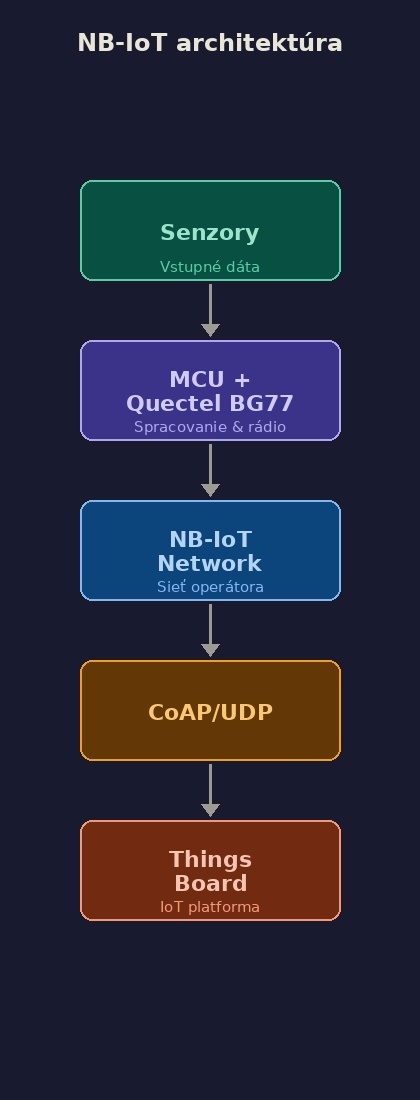 NB-IoT architektúra
Senzory
Vstupné dáta
MCU +
Quectel BG77
Spracovanie & rádio
NB-IoT
Network
Sieť operátora
CoAP/UDP
Things
Board
IoT platforma